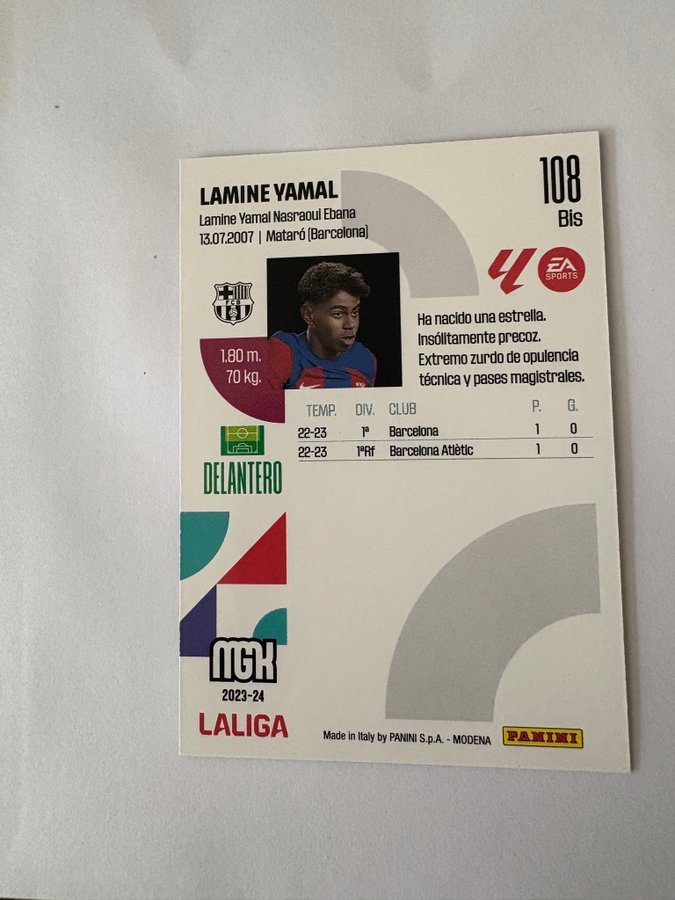 LAMINE YAMAL
Lamine Yamal Nasraoui Ebana
13.07.2007 | Mataró (Barcelona)
108
Bis
EA
SPORTS
FCB
Ha nacido una estrella.
Insólitamente precoz.
Extremo zurdo de opulencia
técnica y pases magistrales.
1.80 m.
70 kg.
TEMP. DIV. CLUB P. G.
22-23 1ª Barcelona 1 0
22-23 1ªRf Barcelona Atlètic 1 0
DELANTERO
MGK
2023-24
LALIGA
Made in Italy by PANINI S.p.A. - MODENA
PANINI